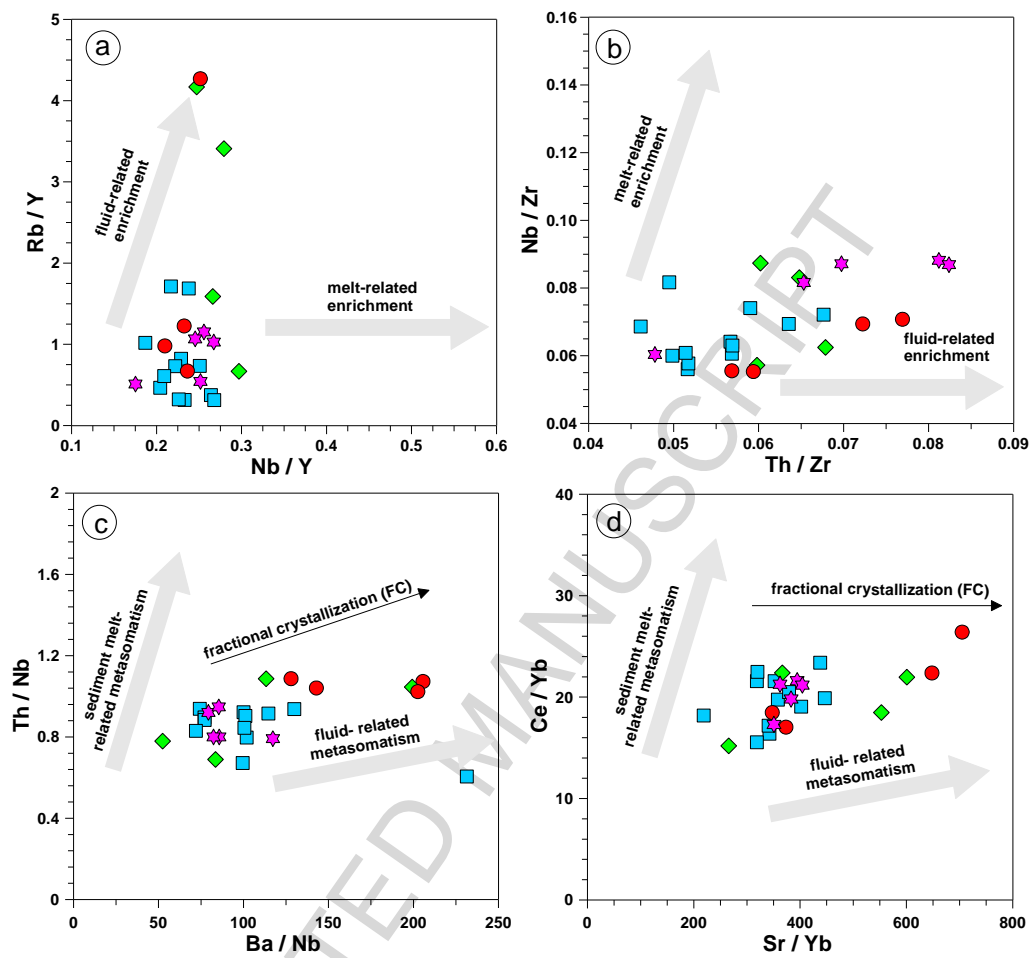 a
5
4
3
2
1
0
Rb / Y
fluid-related
enrichment
melt-related
enrichment
0.1
0.2
0.3
0.4
0.5
0.6
Nb / Y
b
0.16
0.14
0.12
0.10
0.08
0.06
0.04
Nb / Zr
melt-related
enrichment
fluid-related
enrichment
0.04
0.05
0.06
0.07
0.08
0.09
Th / Zr
c
2
1.6
1.2
0.8
0.4
0
Th / Nb
sediment melt-
related metasomatism
fractional crystallization (FC)
fluid- related
metasomatism
0
50
100
150
200
250
Ba / Nb
d
40
30
20
10
0
Ce / Yb
sediment melt-
related metasomatism
fractional crystallization (FC)
fluid- related
metasomatism
0
200
400
600
800
Sr / Yb
TED MANUSCRIPT